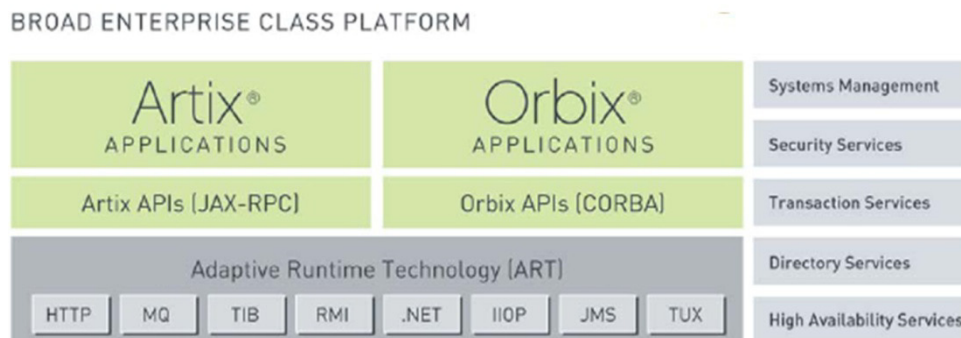 BROAD ENTERPRISE CLASS PLATFORM
Artix®
APPLICATIONS
Orbix®
APPLICATIONS
Artix APIs (JAX-RPC)
Orbix APIs (CORBA)
Adaptive Runtime Technology (ART)
HTTP
MQ
TIB
RMI
.NET
IIOP
JMS
TUX
Systems Management
Security Services
Transaction Services
Directory Services
High Availability Services